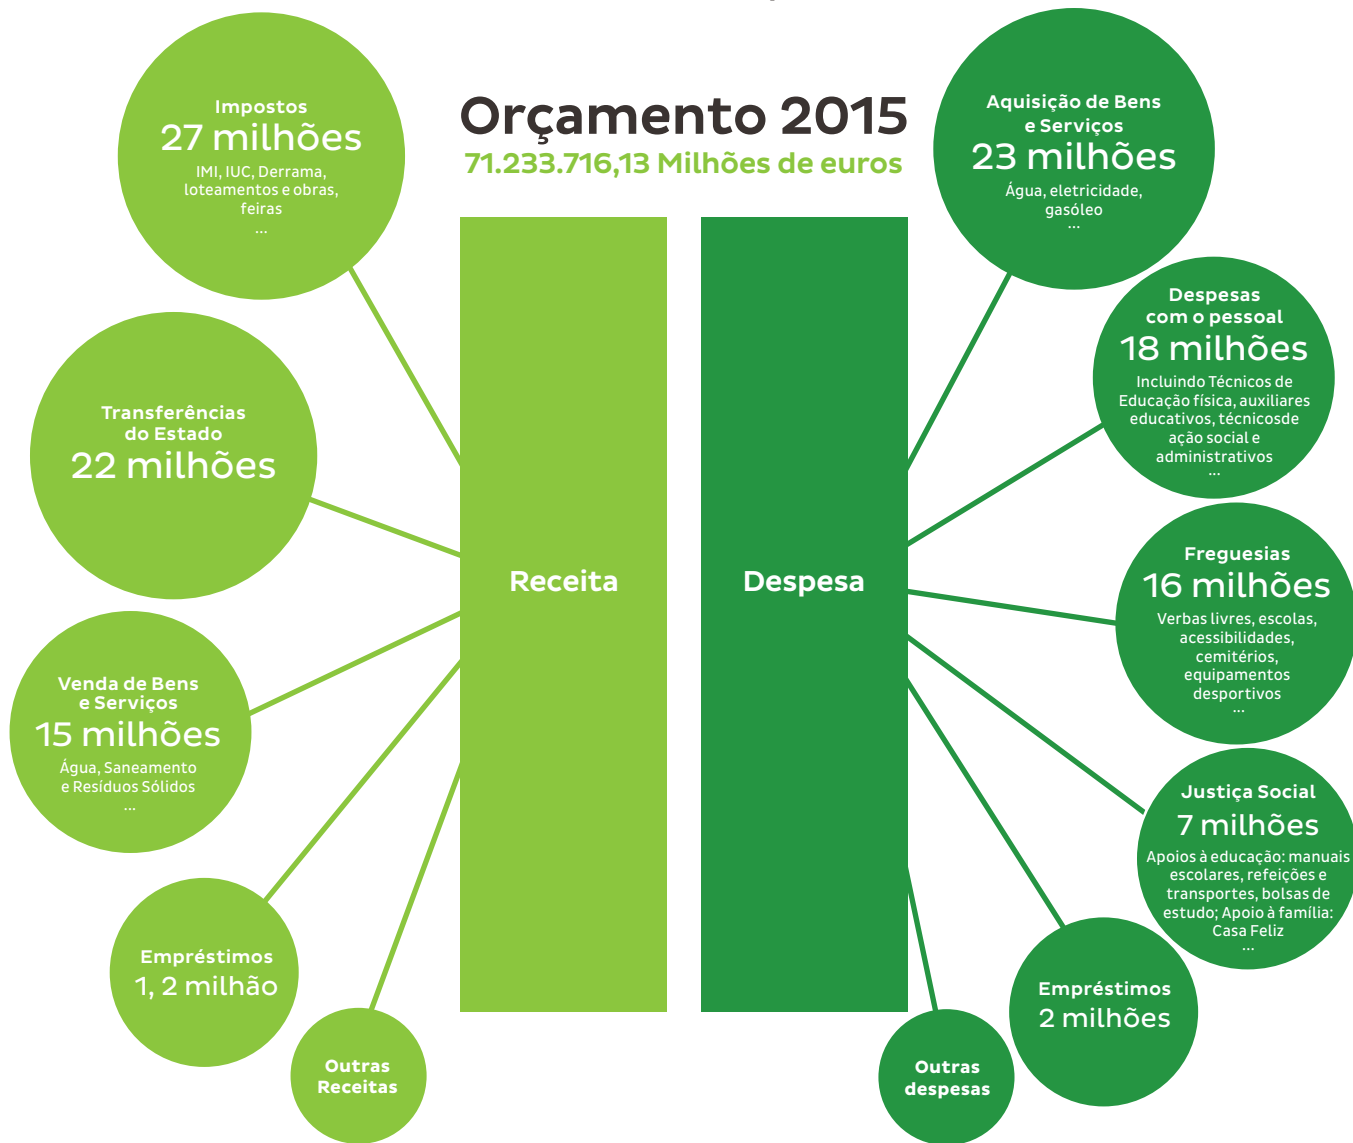 Orçamento 2015
71.233.716,13 Milhões de euros
Impostos
27 milhões
IMI, IUC, Derrama,
loteamentos e obras,
feiras
...
Transferências
do Estado
22 milhões
Venda de Bens
e Serviços
15 milhões
Água, Saneamento
e Resíduos Sólidos
...
Empréstimos
1, 2 milhão
Outras
Receitas
Receita
Despesa
Aquisição de Bens
e Serviços
23 milhões
Água, eletricidade,
gasóleo
...
Despesas
com o pessoal
18 milhões
Incluindo Técnicos de
Educação física, auxiliares
educativos, técnicosde
ação social e
administrativos
...
Freguesias
16 milhões
Verbas livres, escolas,
acessibilidades,
cemitérios,
equipamentos
desportivos
...
Justiça Social
7 milhões
Apoios à educação: manuais
escolares, refeições e
transportes, bolsas de
estudo; Apoio à família:
Casa Feliz
...
Empréstimos
2 milhões
Outras
despesas